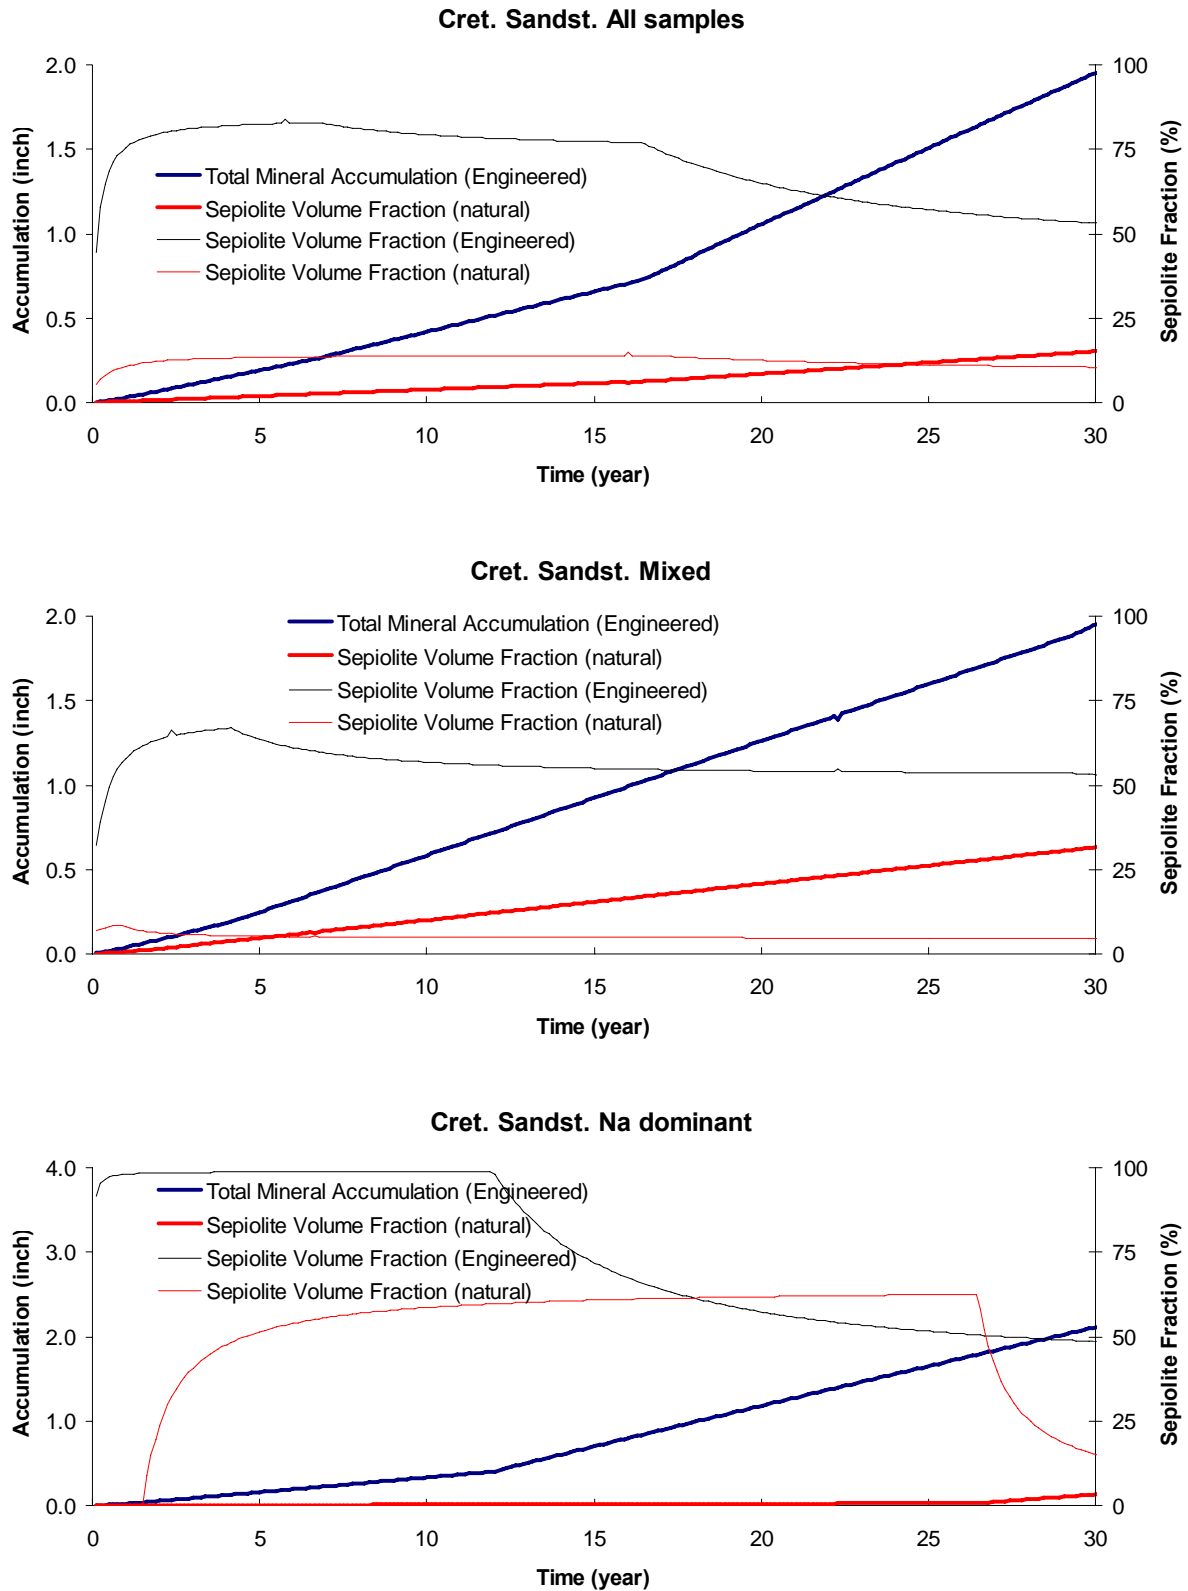 Cret. Sandst. All samples
2.0
1.5
1.0
0.5
0.0
Accumulation (inch)
100
75
50
25
0
Sepiolite Fraction (%)
Total Mineral Accumulation (Engineered)
Sepiolite Volume Fraction (natural)
Sepiolite Volume Fraction (Engineered)
Sepiolite Volume Fraction (natural)
0 5 10 15 20 25 30
Time (year)
Cret. Sandst. Mixed
2.0
1.5
1.0
0.5
0.0
Accumulation (inch)
100
75
50
25
0
Sepiolite Fraction (%)
Total Mineral Accumulation (Engineered)
Sepiolite Volume Fraction (natural)
Sepiolite Volume Fraction (Engineered)
Sepiolite Volume Fraction (natural)
0 5 10 15 20 25 30
Time (year)
Cret. Sandst. Na dominant
4.0
3.0
2.0
1.0
0.0
Accumulation (inch)
100
75
50
25
0
Sepiolite Fraction (%)
Total Mineral Accumulation (Engineered)
Sepiolite Volume Fraction (natural)
Sepiolite Volume Fraction (Engineered)
Sepiolite Volume Fraction (natural)
0 5 10 15 20 25 30
Time (year)